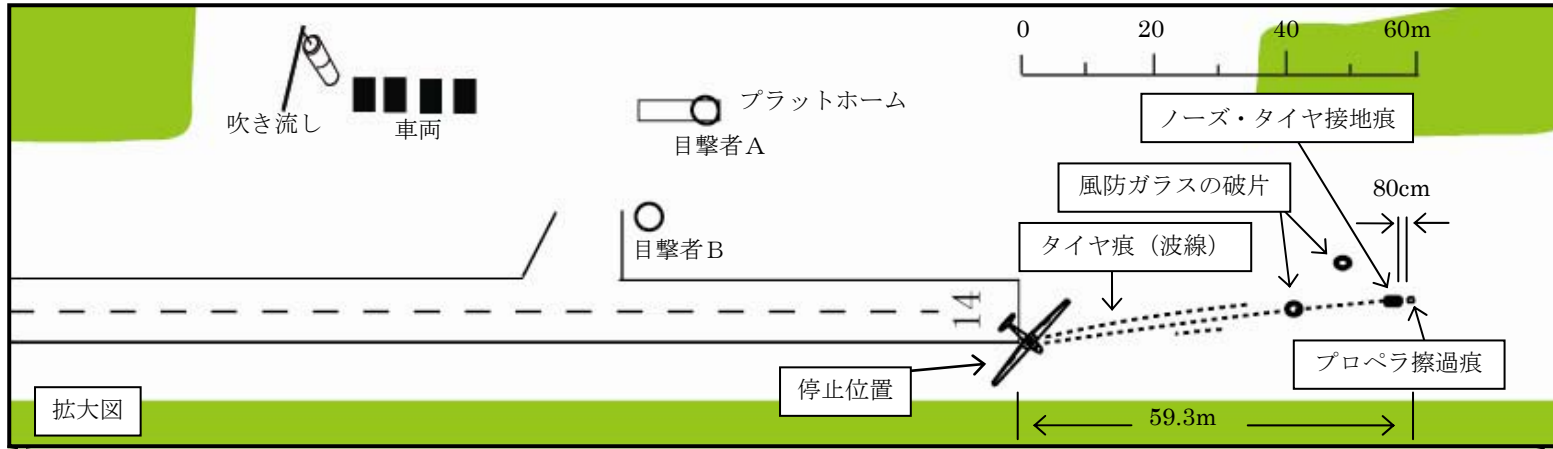 0 20 40 60m
吹き流し
車両
プラットホーム
目撃者A
ノーズ・タイヤ接地痕
風防ガラスの破片
80cm
目撃者B
タイヤ痕（波線）
14
プロペラ擦過痕
停止位置
拡大図
59.3m